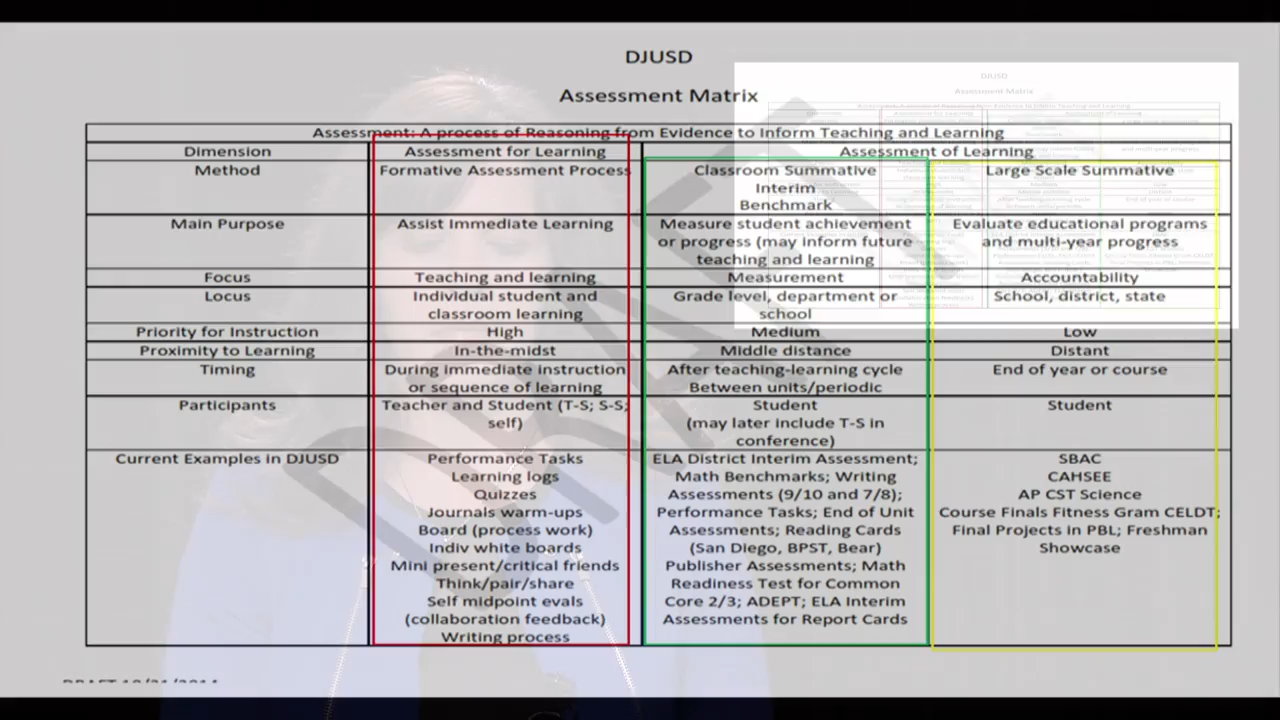 DJUSD
Assessment Matrix
Assessment: A process of Reasoning from Evidence to Inform Teaching and Learning
Dimension
Assessment for Learning
Assessment of Learning
Method
Formative Assessment Process
Classroom Summative
Interim
Benchmark
Large Scale Summative
Main Purpose
Assist Immediate Learning
Measure student achievement
or progress (may inform future
teaching and learning
Evaluate educational programs
and multi-year progress
Focus
Teaching and learning
Measurement
Accountability
Locus
Individual student and
classroom learning
Grade level, department or
school
School, district, state
Priority for Instruction
High
Medium
Low
Proximity to Learning
In-the-midst
Middle distance
Distant
Timing
During immediate instruction
or sequence of learning
After teaching-learning cycle
Between units/periodic
End of year or course
Participants
Teacher and Student (T-S; S-S;
self)
Student
(may later include T-S in
conference)
Student
Current Examples in DJUSD
Performance Tasks
Learning logs
Quizzes
Journals warm-ups
Board (process work)
Indiv white boards
Mini present/critical friends
Think/pair/share
Self midpoint evals
(collaboration feedback)
Writing process
ELA District Interim Assessment;
Math Benchmarks; Writing
Assessments (9/10 and 7/8);
Performance Tasks; End of Unit
Assessments; Reading Cards
(San Diego, BPST, Bear)
Publisher Assessments; Math
Readiness Test for Common
Core 2/3; ADEPT; ELA Interim
Assessments for Report Cards
SBAC
CAHSEE
AP CST Science
Course Finals Fitness Gram CELDT;
Final Projects in PBL; Freshman
Showcase
DRAFT
DJUSD
Assessment Matrix